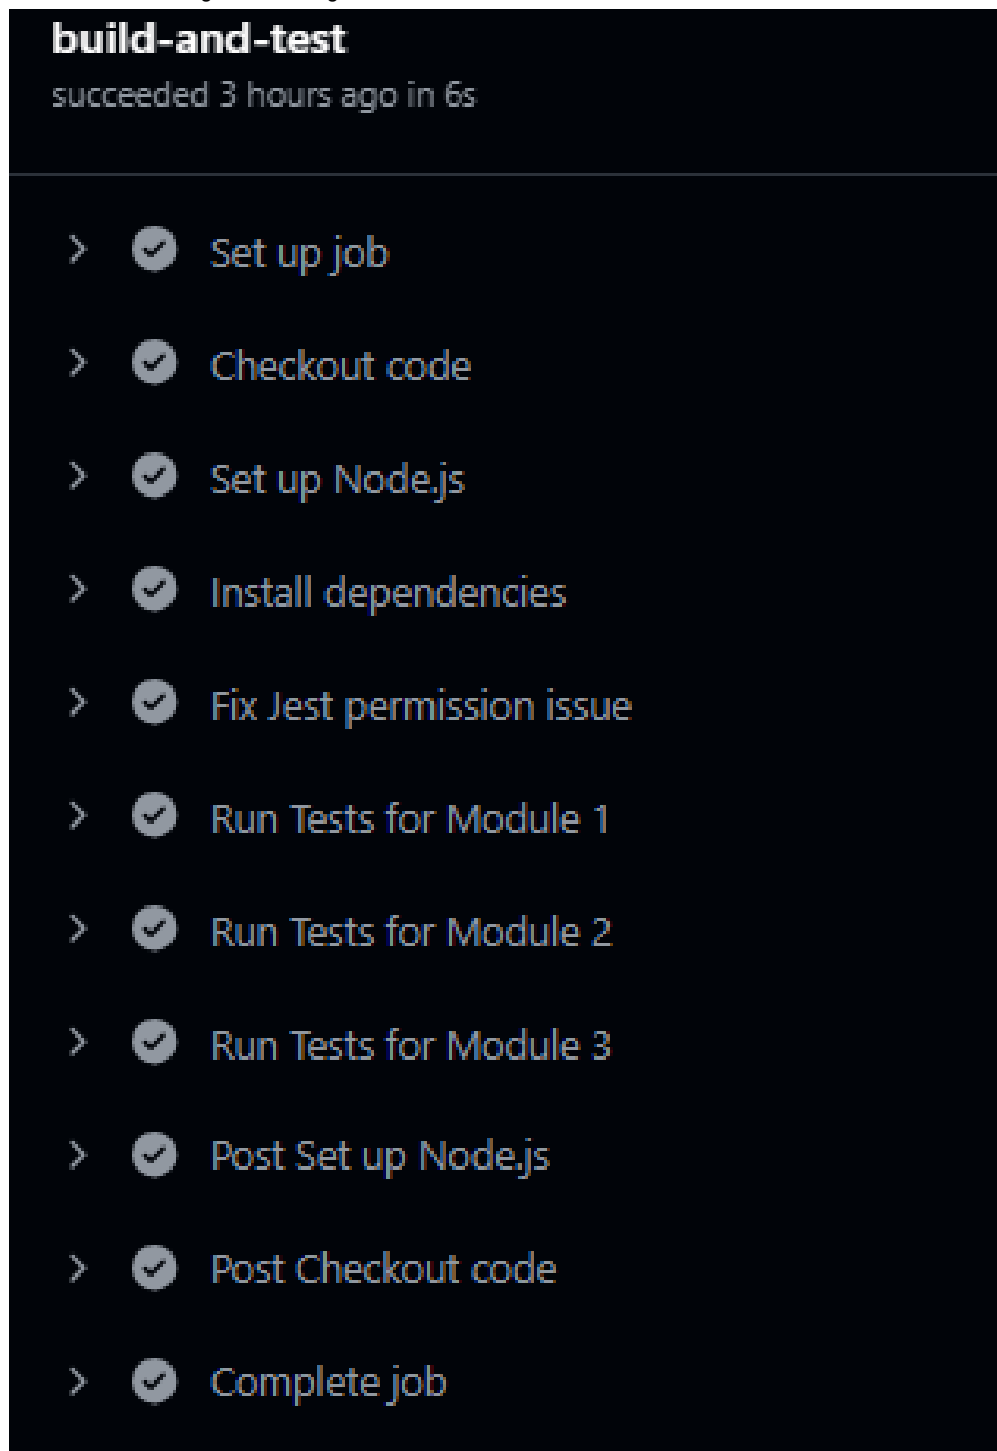 build-and-test
succeeded 3 hours ago in 6s
Set up job
Checkout code
Set up Node.js
Install dependencies
Fix Jest permission issue
Run Tests for Module 1
Run Tests for Module 2
Run Tests for Module 3
Post Set up Node.js
Post Checkout code
Complete job